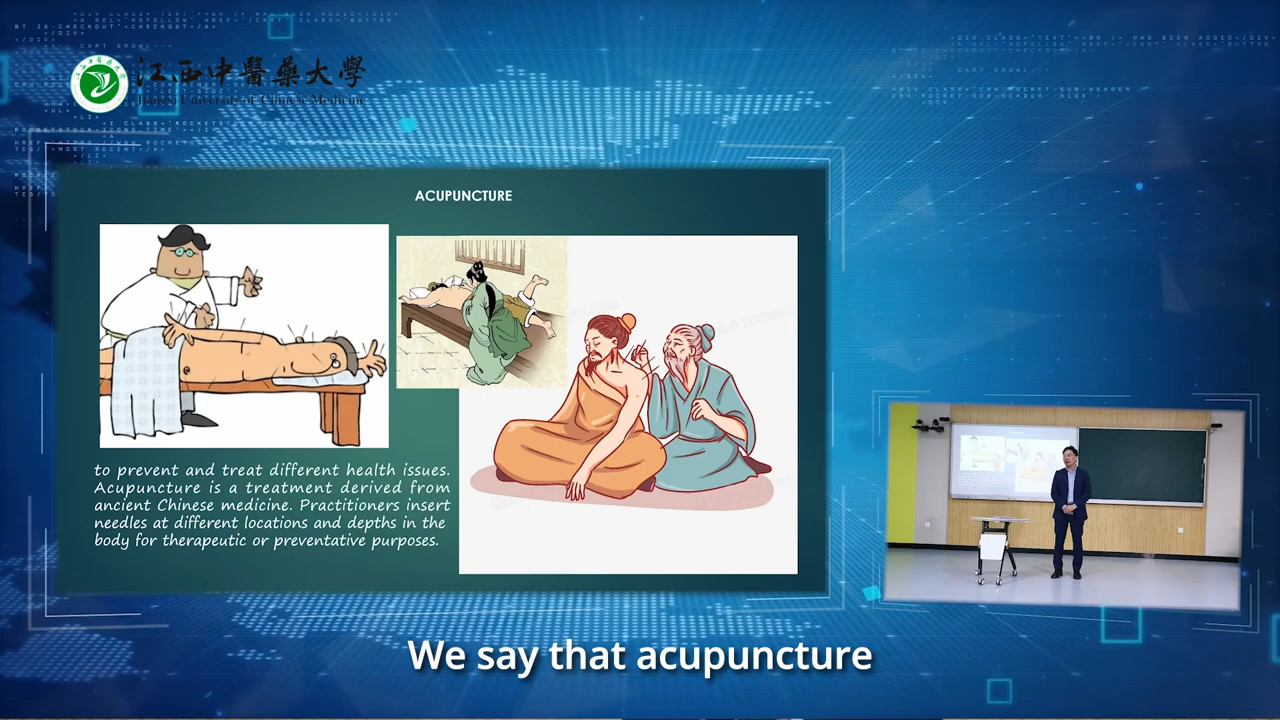 江西中醫藥大學
Jiangxi University of Chinese Medicine
ACUPUNCTURE
to prevent and treat different health issues.
Acupuncture is a treatment derived from
ancient Chinese medicine. Practitioners insert
needles at different locations and depths in the
body for therapeutic or preventative purposes.
We say that acupuncture